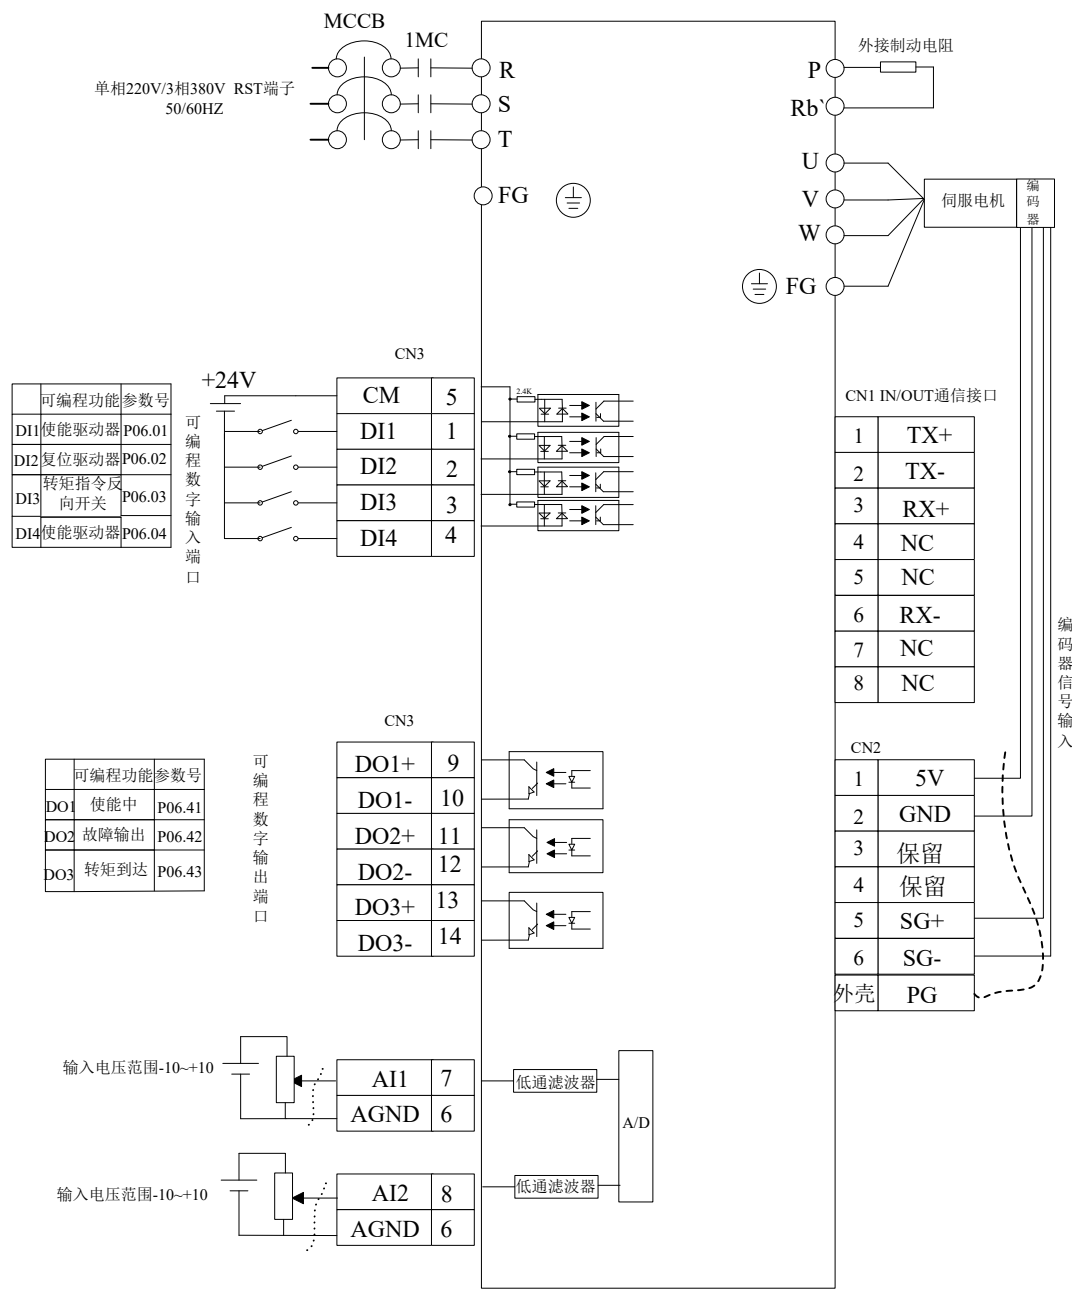 MCCB
1MC
单相220V/3相380V RST端子
50/60HZ
R
S
T
FG
外接制动电阻
P
Rb`
U
V
W
FG
伺服电机
编码器
CN3
+24V
CM 5
DI1 1
DI2 2
DI3 3
DI4 4
2.4K
可编程功能 参数号
DI1 使能驱动器 P06.01
DI2 复位驱动器 P06.02
DI3 转矩指令反向开关 P06.03
DI4 使能驱动器 P06.04
可编程数字输入端口
CN1 IN/OUT通信接口
1 TX+
2 TX-
3 RX+
4 NC
5 NC
6 RX-
7 NC
8 NC
编码器信号输入
CN3
可编程功能 参数号
DO1 使能中 P06.41
DO2 故障输出 P06.42
DO3 转矩到达 P06.43
可编程数字输出端口
DO1+ 9
DO1- 10
DO2+ 11
DO2- 12
DO3+ 13
DO3- 14
CN2
1 5V
2 GND
3 保留
4 保留
5 SG+
6 SG-
外壳 PG
输入电压范围-10~+10
AI1 7
AGND 6
低通滤波器
A/D
输入电压范围-10~+10
AI2 8
AGND 6
低通滤波器